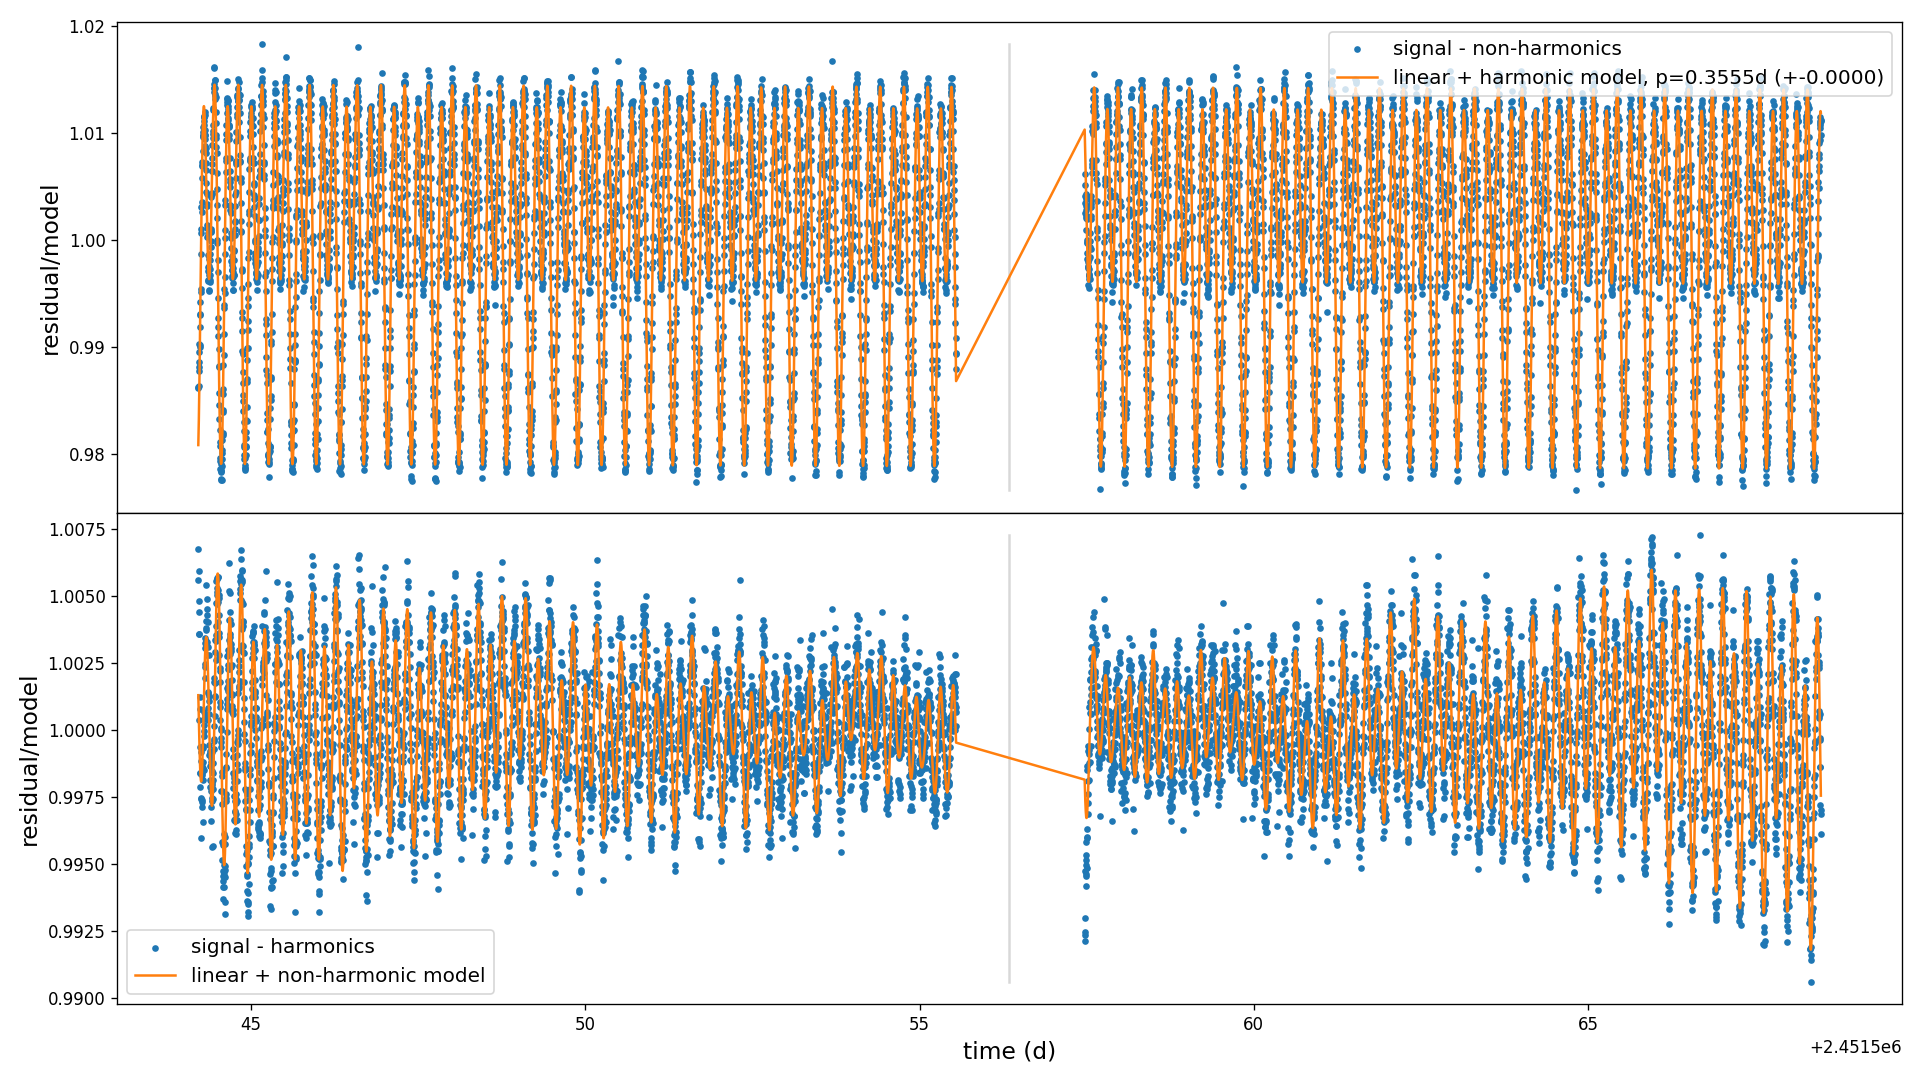 1.02
1.01
1.00
0.99
0.98
residual/model
signal - non-harmonics
linear + harmonic model, p=0.3555d (+-0.0000)
1.0075
1.0050
1.0025
1.0000
0.9975
0.9950
0.9925
0.9900
residual/model
signal - harmonics
linear + non-harmonic model
45
50
55
60
65
time (d)
+2.4515e6